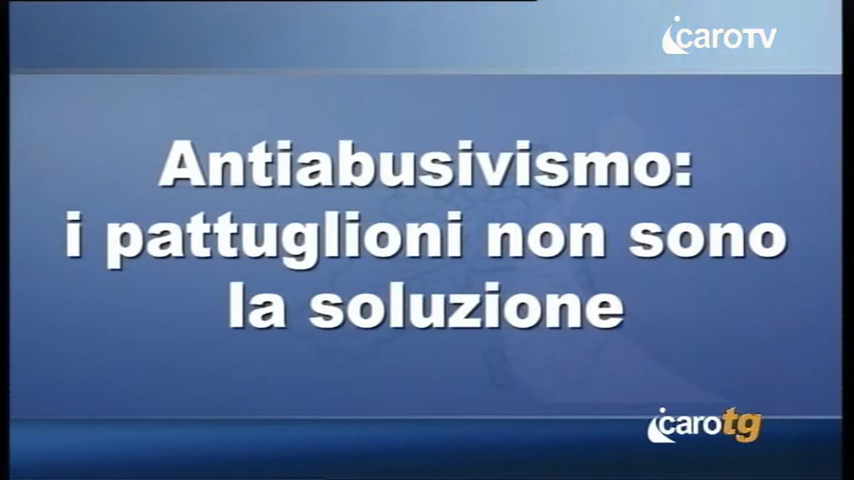 icaroTV
Antiabusivismo:
i pattuglioni non sono
la soluzione
icarotg